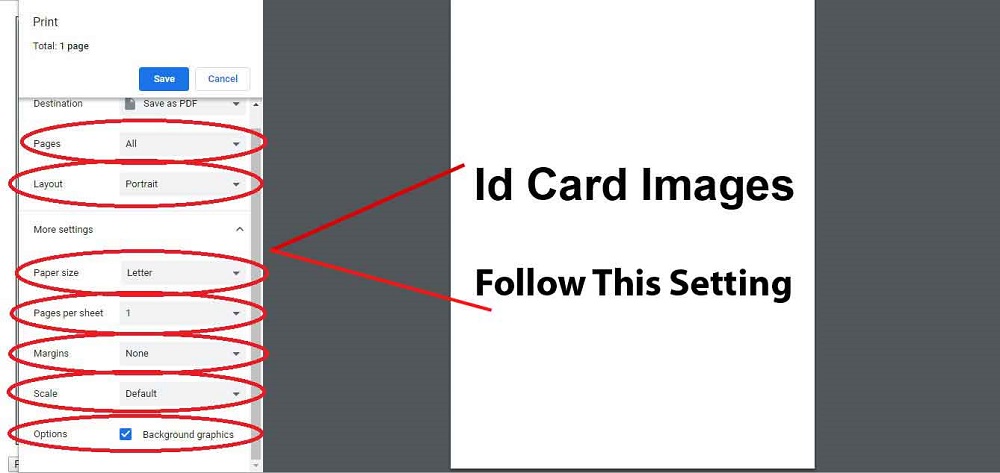 Print
Total: 1 page
Save Cancel
Destination Save as PDF
Pages All
Layout Portrait
More settings
Paper size Letter
Pages per sheet 1
Margins None
Scale Default
Options Background graphics
Id Card Images
Follow This Setting